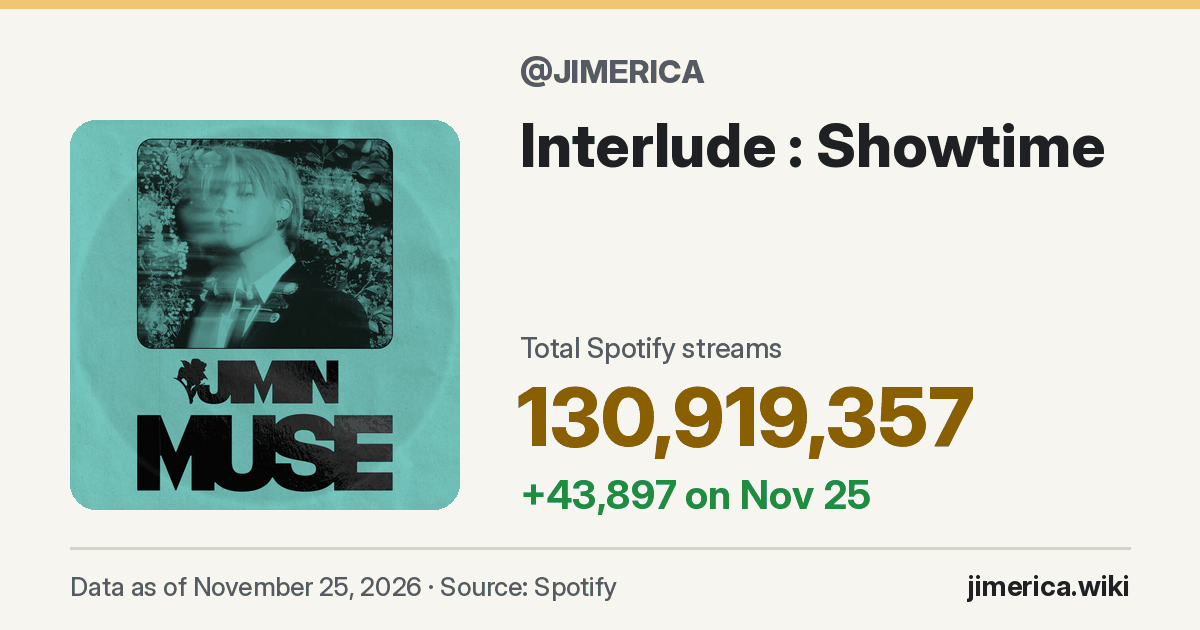 @JIMERICA
Interlude : Showtime
JIMIN
MUSE
Total Spotify streams
130,919,357
+43,897 on Nov 25
Data as of November 25, 2026 · Source: Spotify
jimerica.wiki